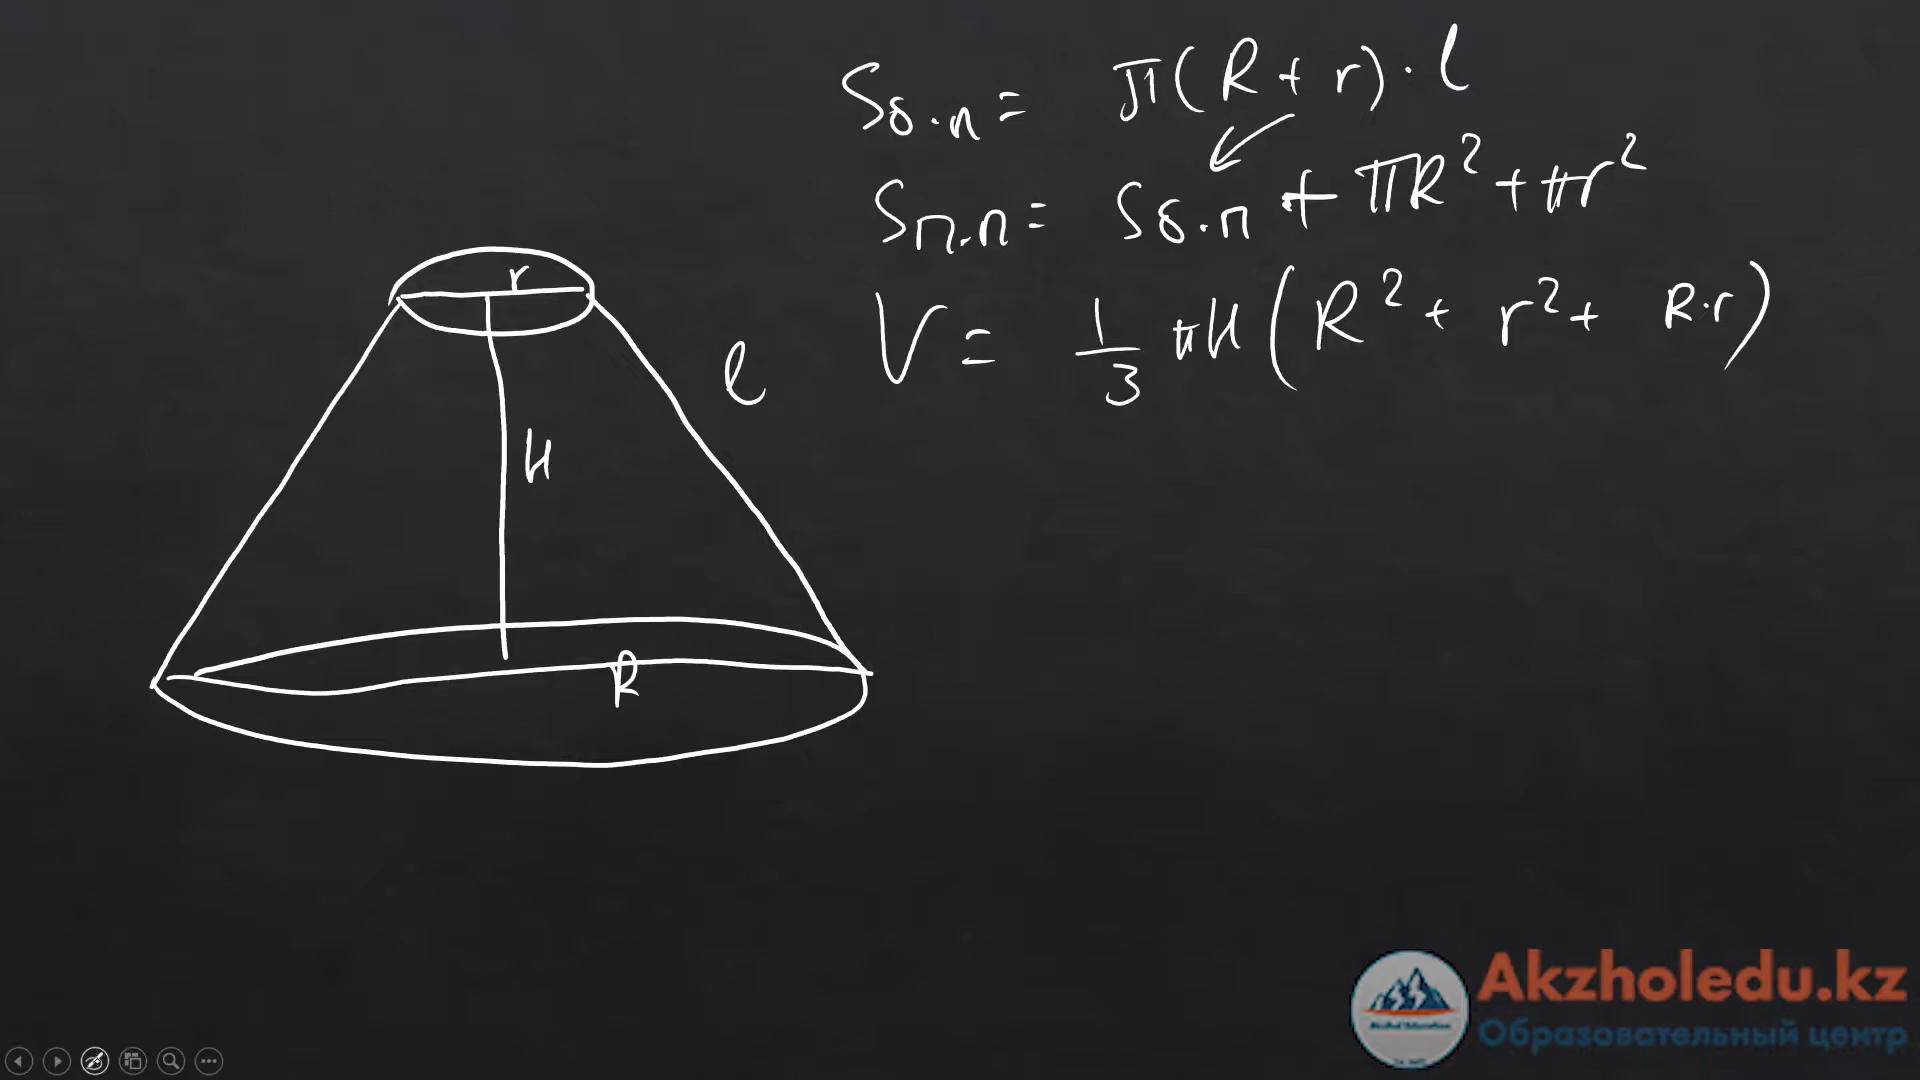 Sб.п = π(R + r) · l
Sп.п = Sб.п + πR² + πr²
V = 1/3 πH (R² + r² + R·r)
r
l
H
R
Akzholedu.kz
Образовательный центр